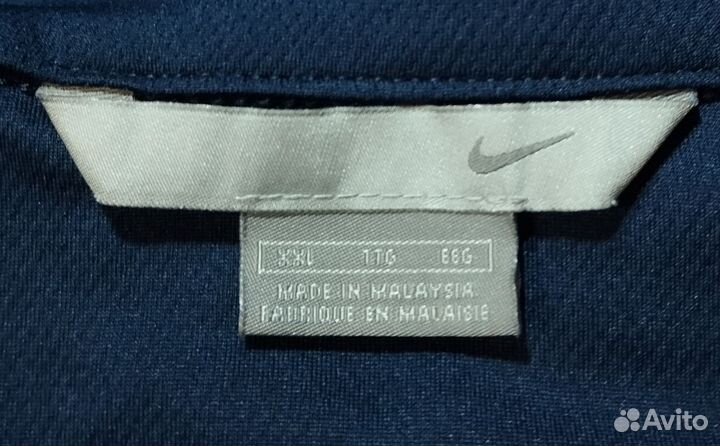 XXL TTG EEG
MADE IN MALAYSIA
FABRIQUE EN MALAISIE
Avito